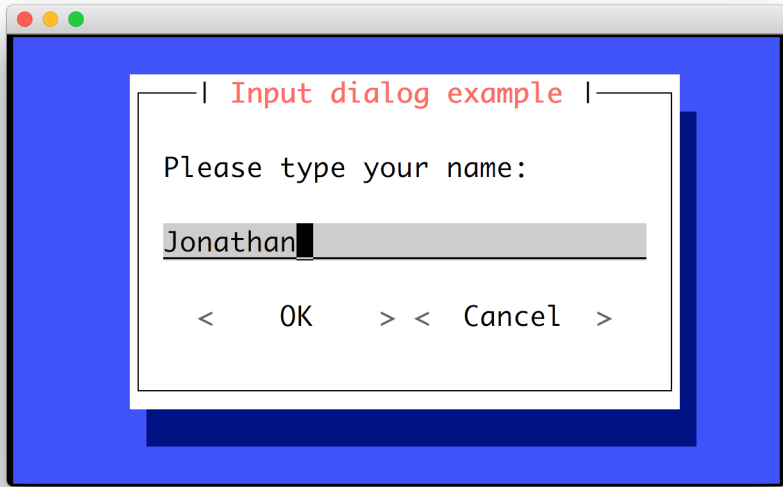 | Input dialog example |
Please type your name:
Jonathan
< OK > < Cancel >